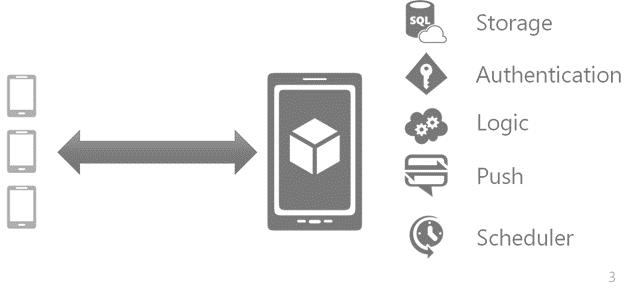 SQL
Storage
Authentication
Logic
Push
Scheduler
3